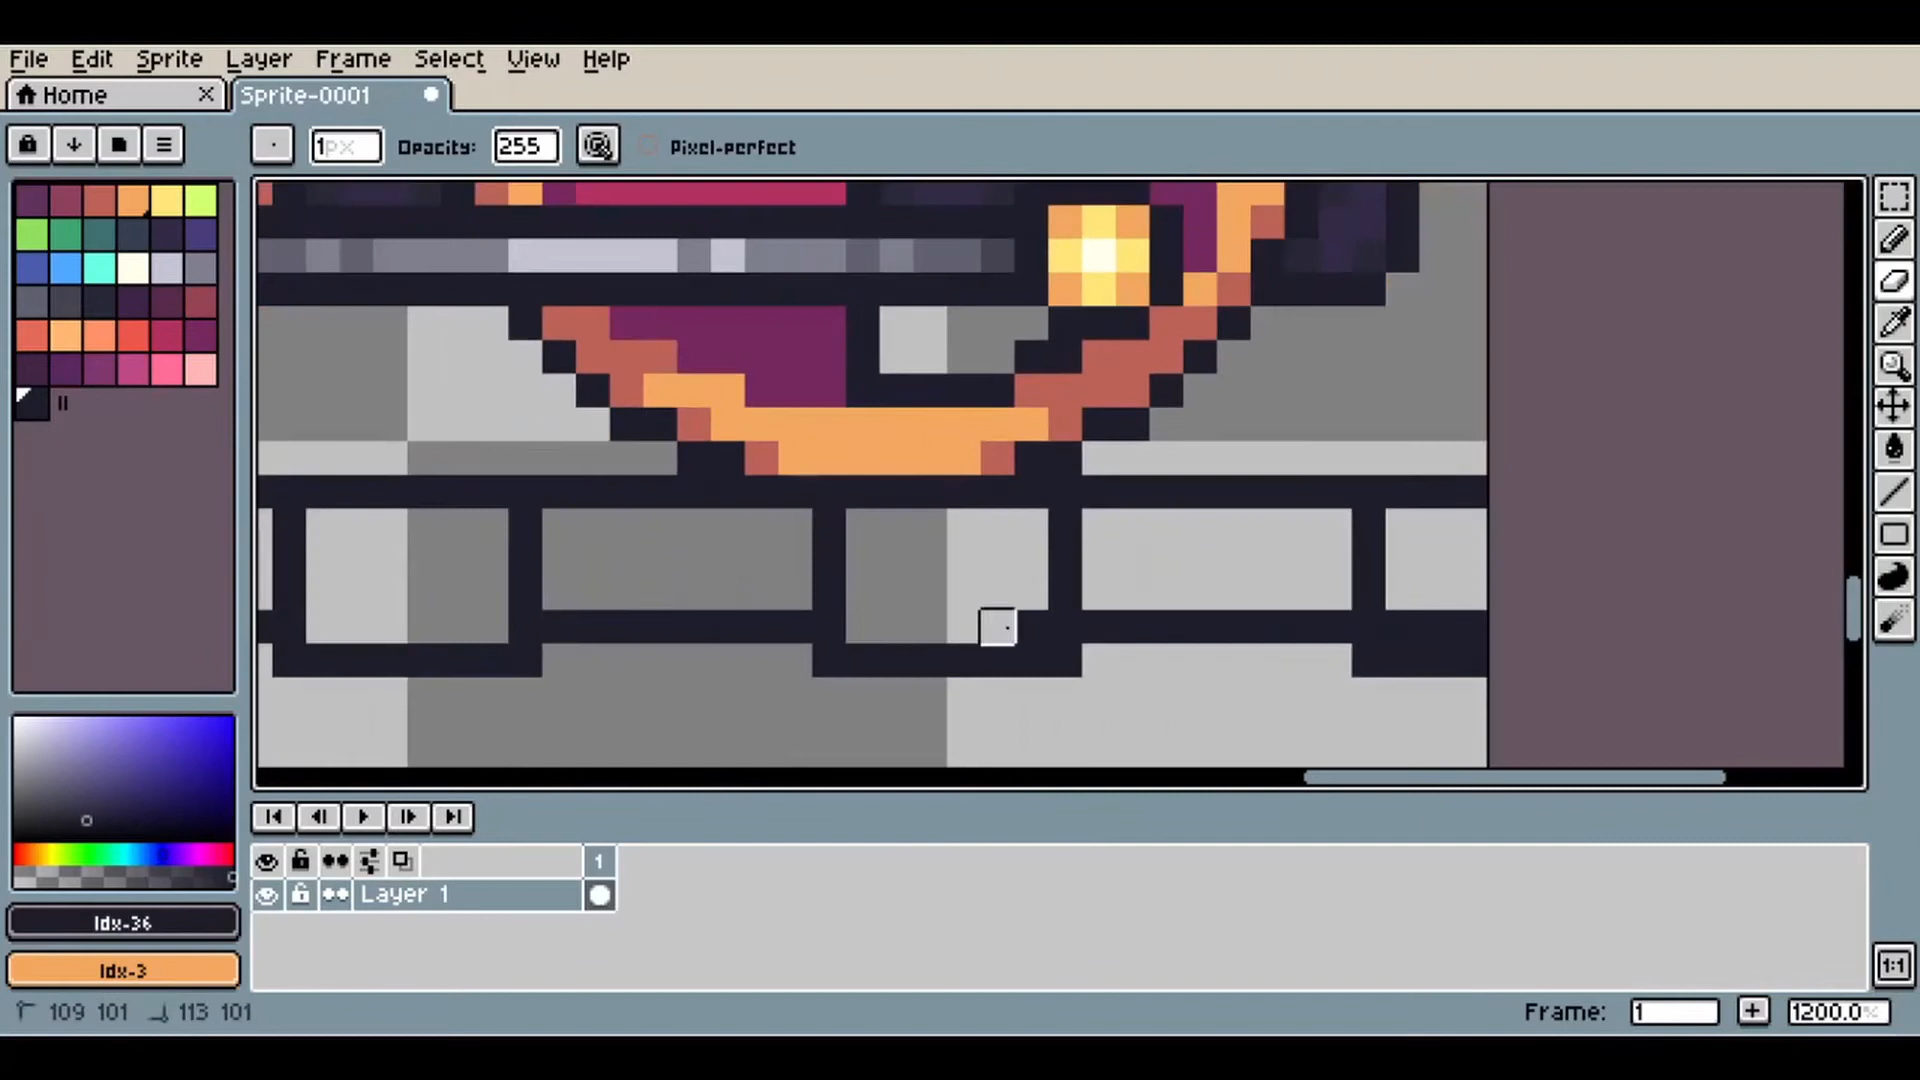 File Edit Sprite Layer Frame Select View Help
Home Sprite-0001
1px Opacity: 255 Pixel-perfect
1
Layer 1
Idx-36
Idx-3
109 101 113 101 Frame: 1 + 1200.0% 1:1